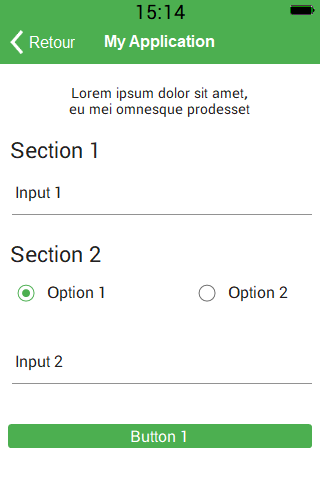 15:14
Retour
My Application
Lorem ipsum dolor sit amet,
eu mei omnesque prodesset
Section 1
Input 1
Section 2
Option 1
Option 2
Input 2
Button 1